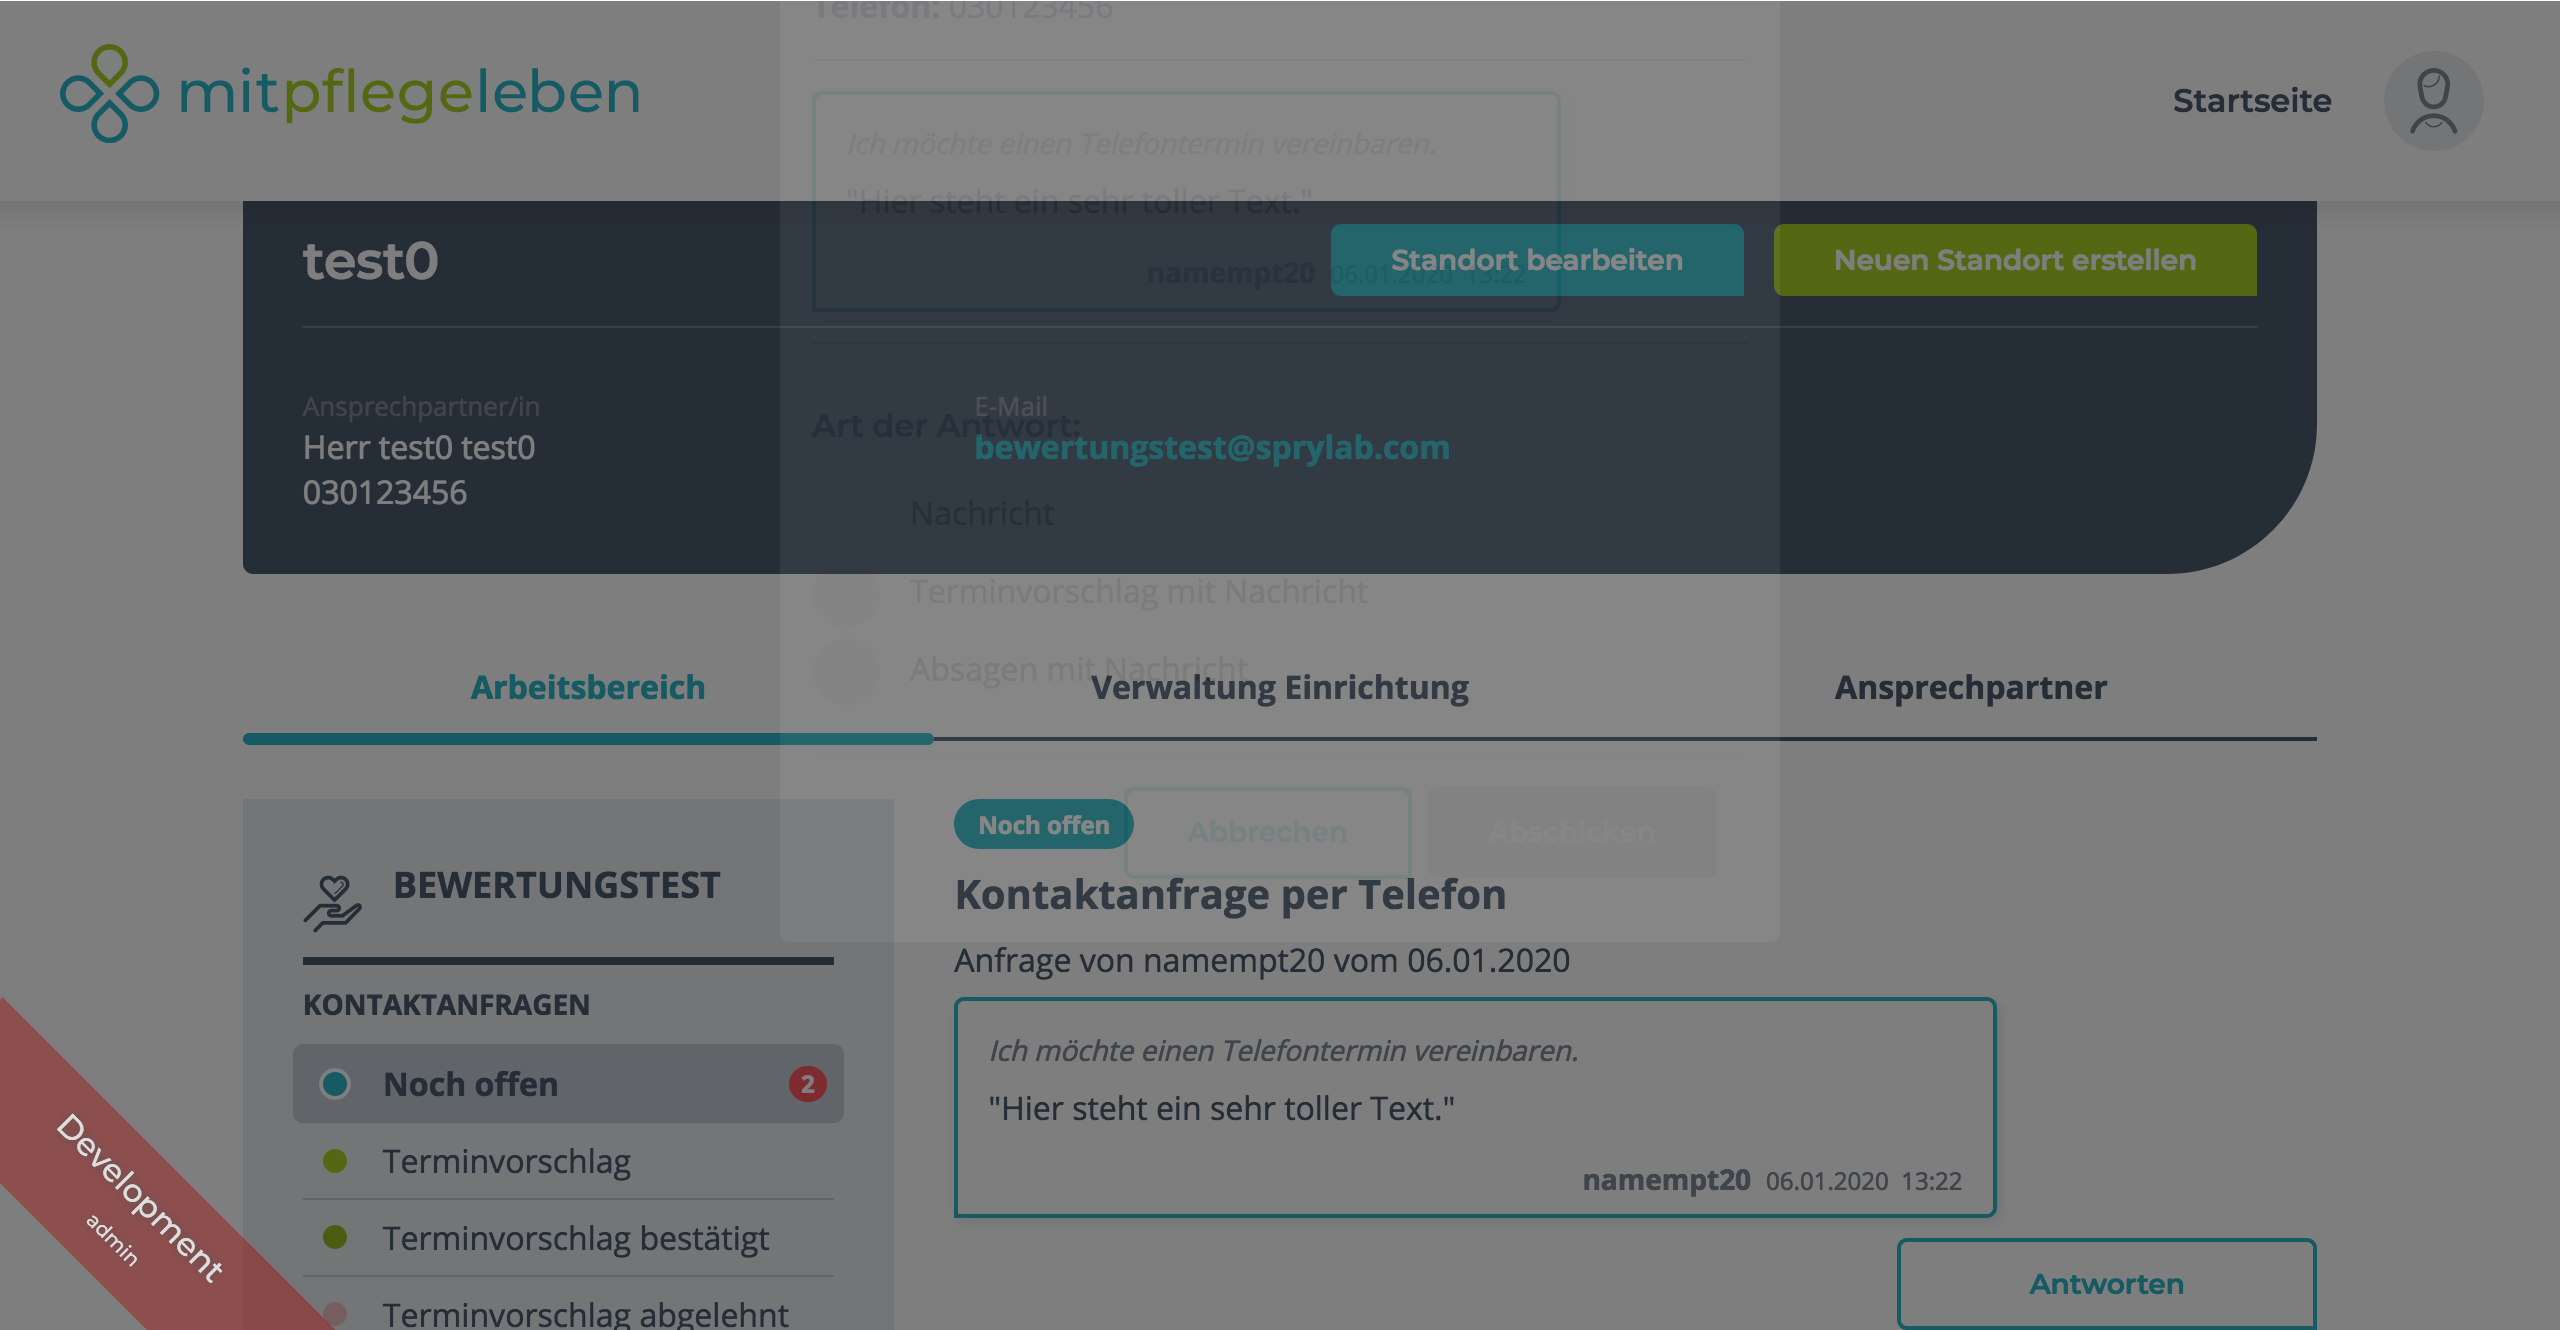 Telefon: 030123456
mitpflegeleben
Startseite
Ich möchte einen Telefontermin vereinbaren.
"Hier steht ein sehr toller Text."
namempt20 06.01.2020 13:22
test0
Standort bearbeiten
Neuen Standort erstellen
Ansprechpartner/in
Herr test0 test0
030123456
E-Mail
bewertungstest@sprylab.com
Art der Antwort:
Nachricht
Terminvorschlag mit Nachricht
Absagen mit Nachricht
Arbeitsbereich
Verwaltung Einrichtung
Ansprechpartner
Abbrechen
Abschicken
BEWERTUNGSTEST
KONTAKTANFRAGEN
Noch offen 2
Terminvorschlag
Terminvorschlag bestätigt
Terminvorschlag abgelehnt
Noch offen
Kontaktanfrage per Telefon
Anfrage von namempt20 vom 06.01.2020
Ich möchte einen Telefontermin vereinbaren.
"Hier steht ein sehr toller Text."
namempt20 06.01.2020 13:22
Antworten
Development
admin